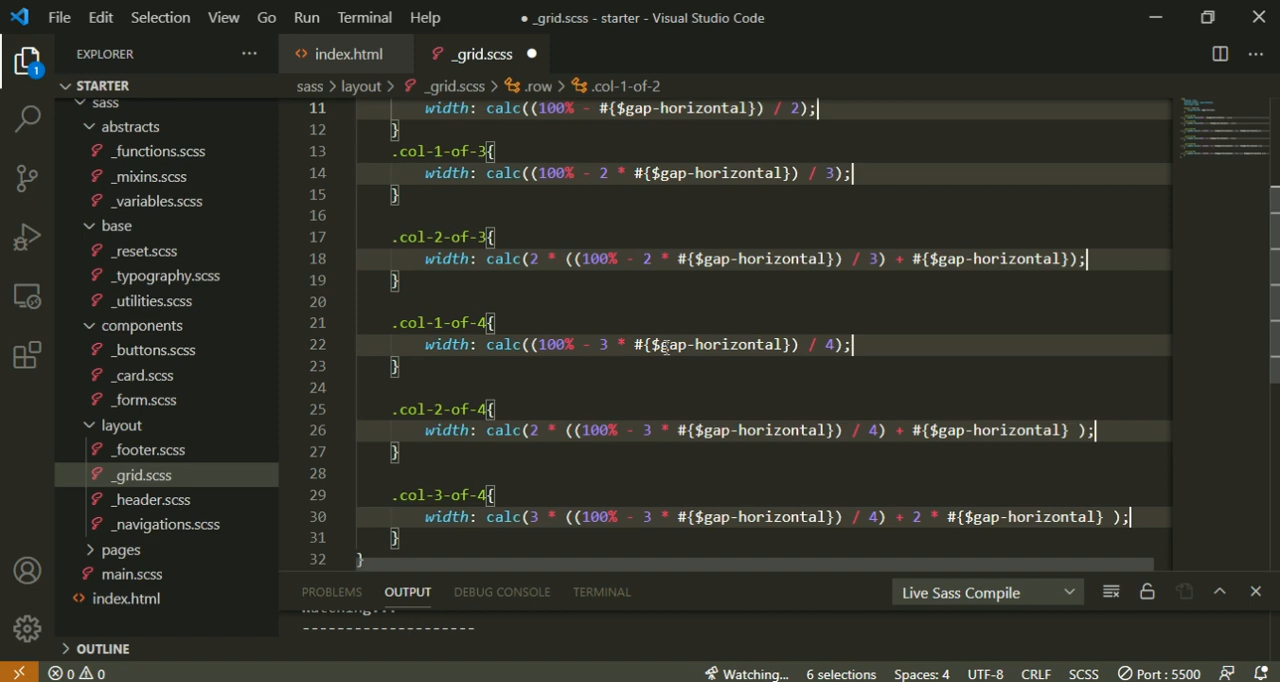 File Edit Selection View Go Run Terminal Help ● _grid.scss - starter - Visual Studio Code
EXPLORER ··· <> index.html _grid.scss ●
STARTER sass > layout > _grid.scss > .row > .col-1-of-2
sass
abstracts
_functions.scss
_mixins.scss
_variables.scss
base
_reset.scss
_typography.scss
_utilities.scss
components
_buttons.scss
_card.scss
_form.scss
layout
_footer.scss
_grid.scss
_header.scss
_navigations.scss
pages
main.scss
<> index.html
OUTLINE
1
11 width: calc((100% - #{$gap-horizontal}) / 2);
12 }
13 .col-1-of-3{
14 width: calc((100% - 2 * #{$gap-horizontal}) / 3);
15 }
16
17 .col-2-of-3{
18 width: calc(2 * ((100% - 2 * #{$gap-horizontal}) / 3) + #{$gap-horizontal});
19 }
20
21 .col-1-of-4{
22 width: calc((100% - 3 * #{$gap-horizontal}) / 4);
23 }
24
25 .col-2-of-4{
26 width: calc(2 * ((100% - 3 * #{$gap-horizontal}) / 4) + #{$gap-horizontal} );
27 }
28
29 .col-3-of-4{
30 width: calc(3 * ((100% - 3 * #{$gap-horizontal}) / 4) + 2 * #{$gap-horizontal} );
31 }
32 }
PROBLEMS OUTPUT DEBUG CONSOLE TERMINAL Live Sass Compile
Watching...
--------------------
0 0 Watching... 6 selections Spaces: 4 UTF-8 CRLF SCSS Port : 5500